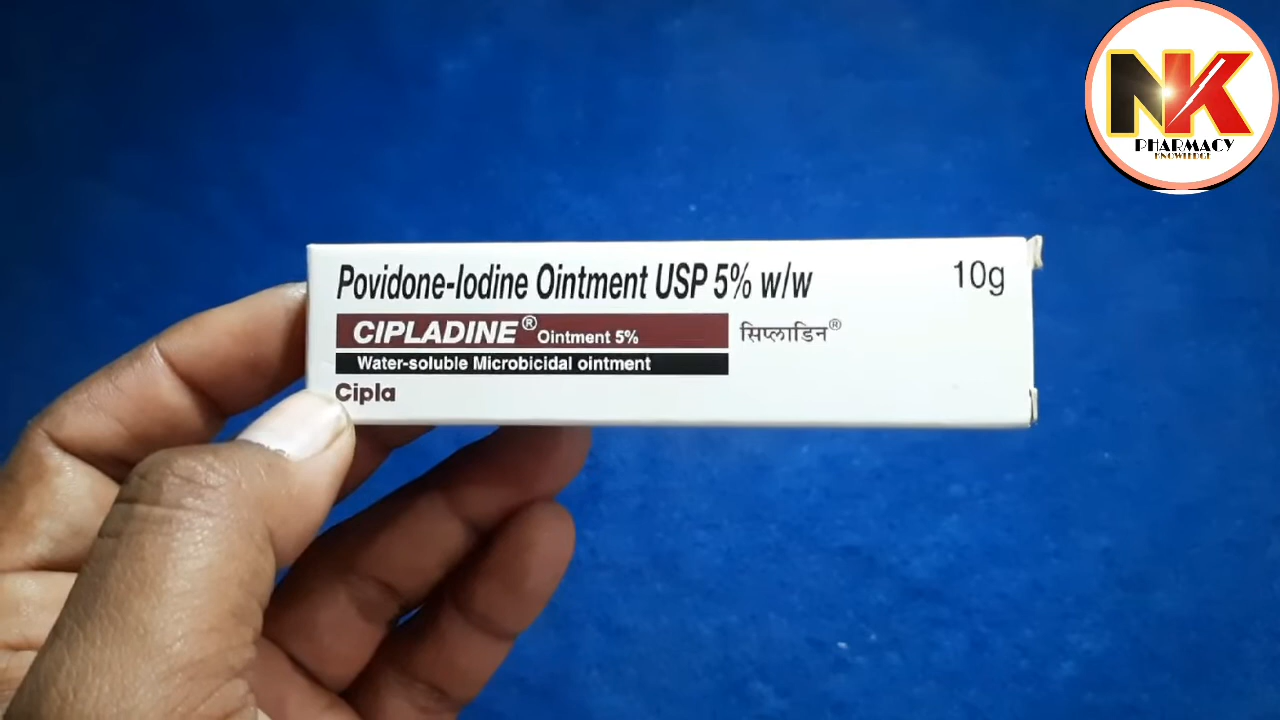 NK
PHARMACY
KNOWLEDGE
Povidone-Iodine Ointment USP 5% w/w 10g
CIPLADINE® Ointment 5% सिप्लाडिन®
Water-soluble Microbicidal ointment
Cipla